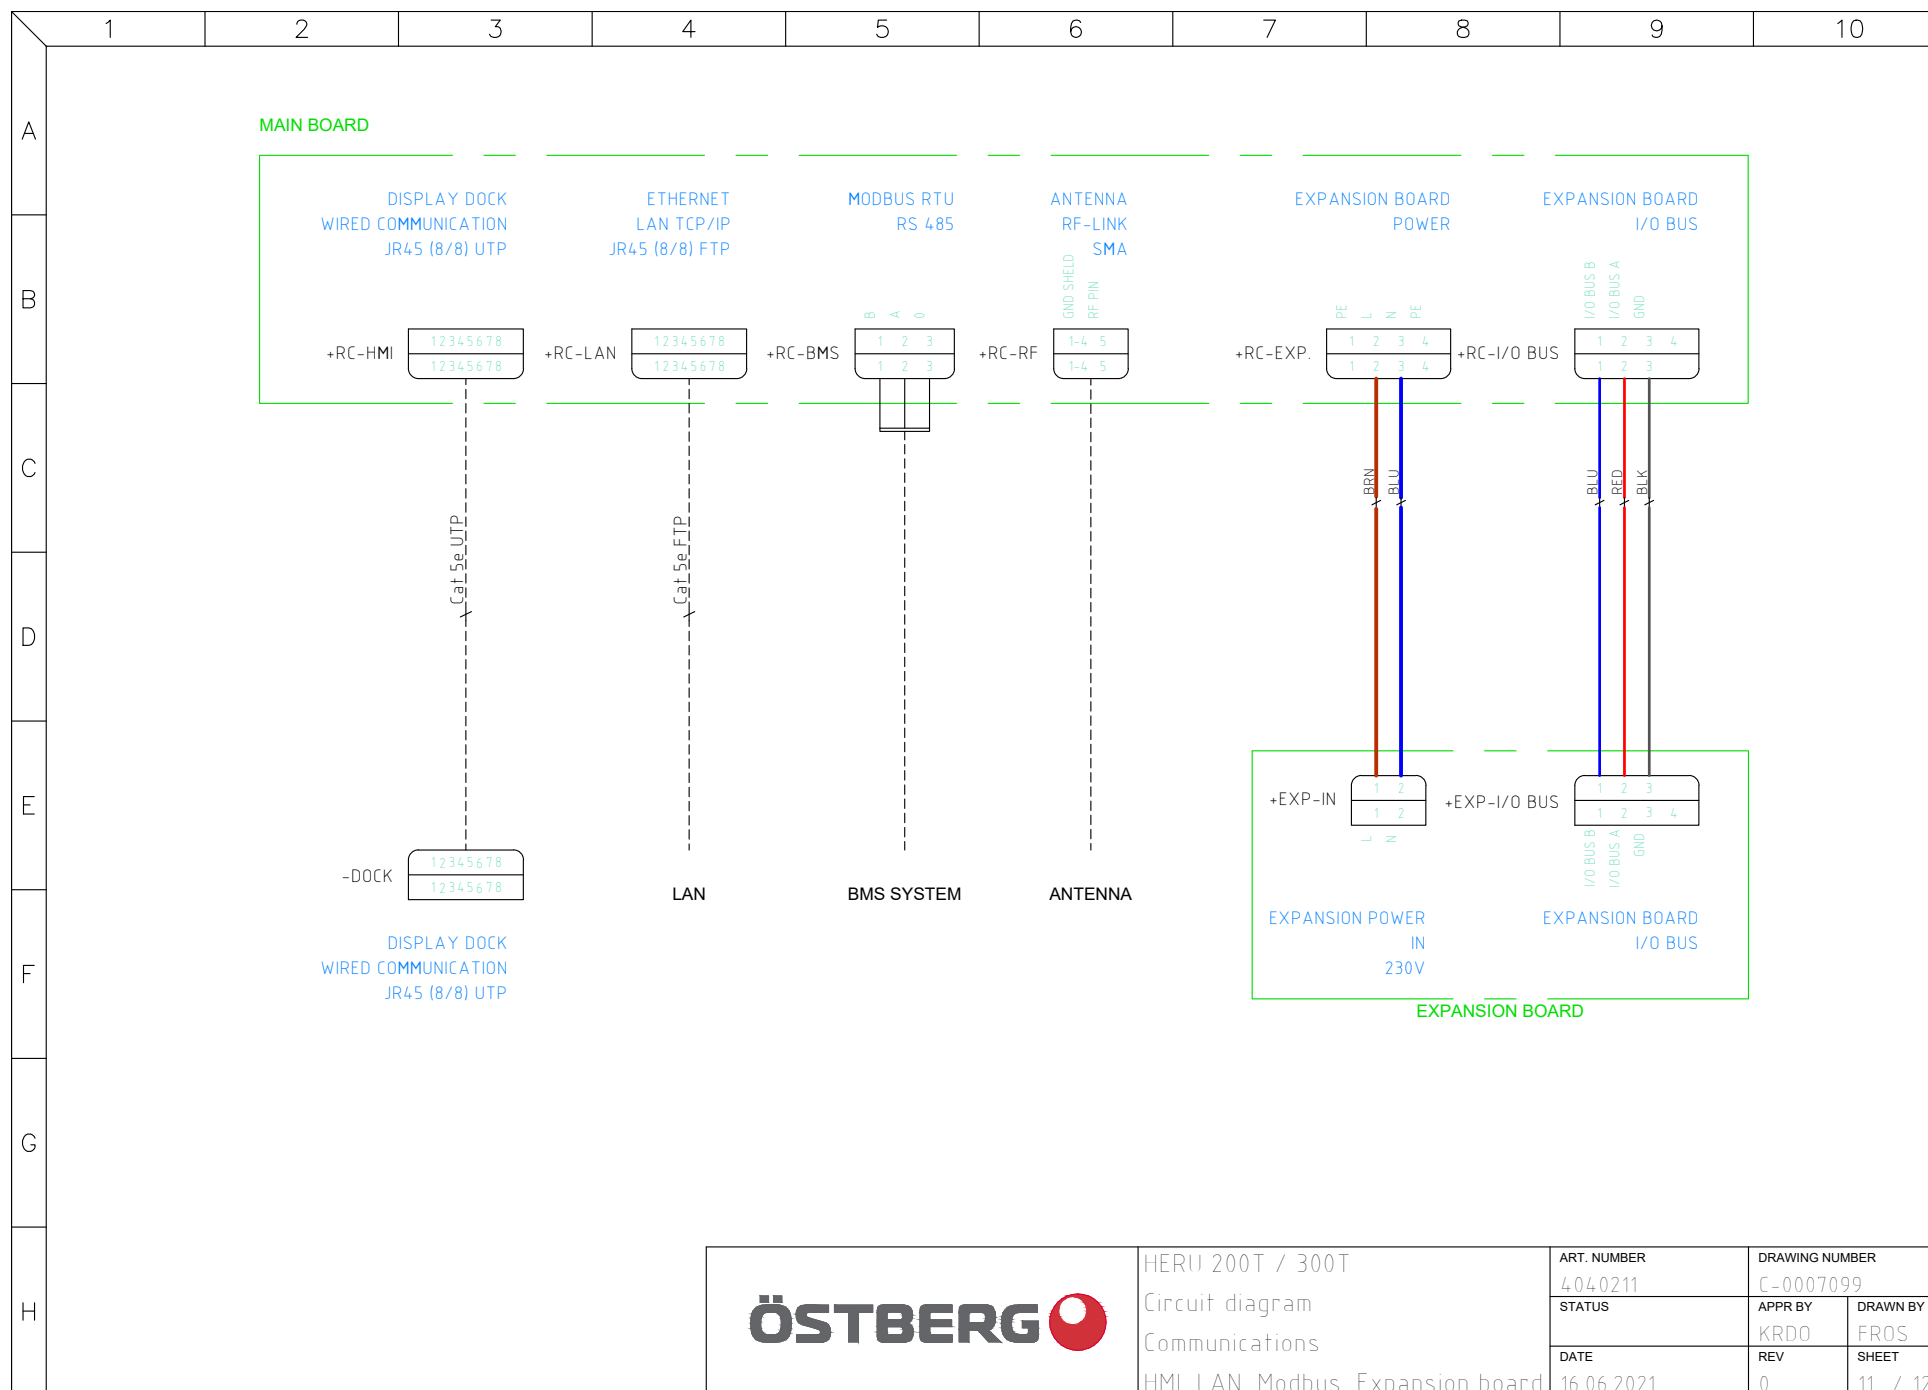 1 2 3 4 5 6 7 8 9 10
A
B
C
D
E
F
G
H
MAIN BOARD
DISPLAY DOCK
WIRED COMMUNICATION
JR45 (8/8) UTP
ETHERNET
LAN TCP/IP
JR45 (8/8) FTP
MODBUS RTU
RS 485
ANTENNA
RF-LINK
SMA
EXPANSION BOARD
POWER
EXPANSION BOARD
I/O BUS
+RC-HMI
12345678
12345678
+RC-LAN
12345678
12345678
B A 0
+RC-BMS
1 2 3
1 2 3
GND SHELD
RF PIN
+RC-RF
1-4 5
1-4 5
PE L N PE
+RC-EXP.
1 2 3 4
1 2 3 4
I/O BUS B
I/O BUS A
GND
+RC-I/O BUS
1 2 3 4
1 2 3
Cat 5e UTP
Cat 5e FTP
BRN
BLU
BLU
RED
BLK
-DOCK
12345678
12345678
DISPLAY DOCK
WIRED COMMUNICATION
JR45 (8/8) UTP
LAN
BMS SYSTEM
ANTENNA
+EXP-IN
1 2
1 2
L N
EXPANSION POWER
IN
230V
+EXP-I/O BUS
1 2 3
1 2 3 4
I/O BUS B
I/O BUS A
GND
EXPANSION BOARD
I/O BUS
EXPANSION BOARD
ÖSTBERG
HERU 200T / 300T
Circuit diagram
Communications
HMI, LAN, Modbus, Expansion board
ART. NUMBER
4040211
STATUS
DATE
16.06.2021
DRAWING NUMBER
C-0007099
APPR BY
KRDO
DRAWN BY
FROS
REV
0
SHEET
11 / 12